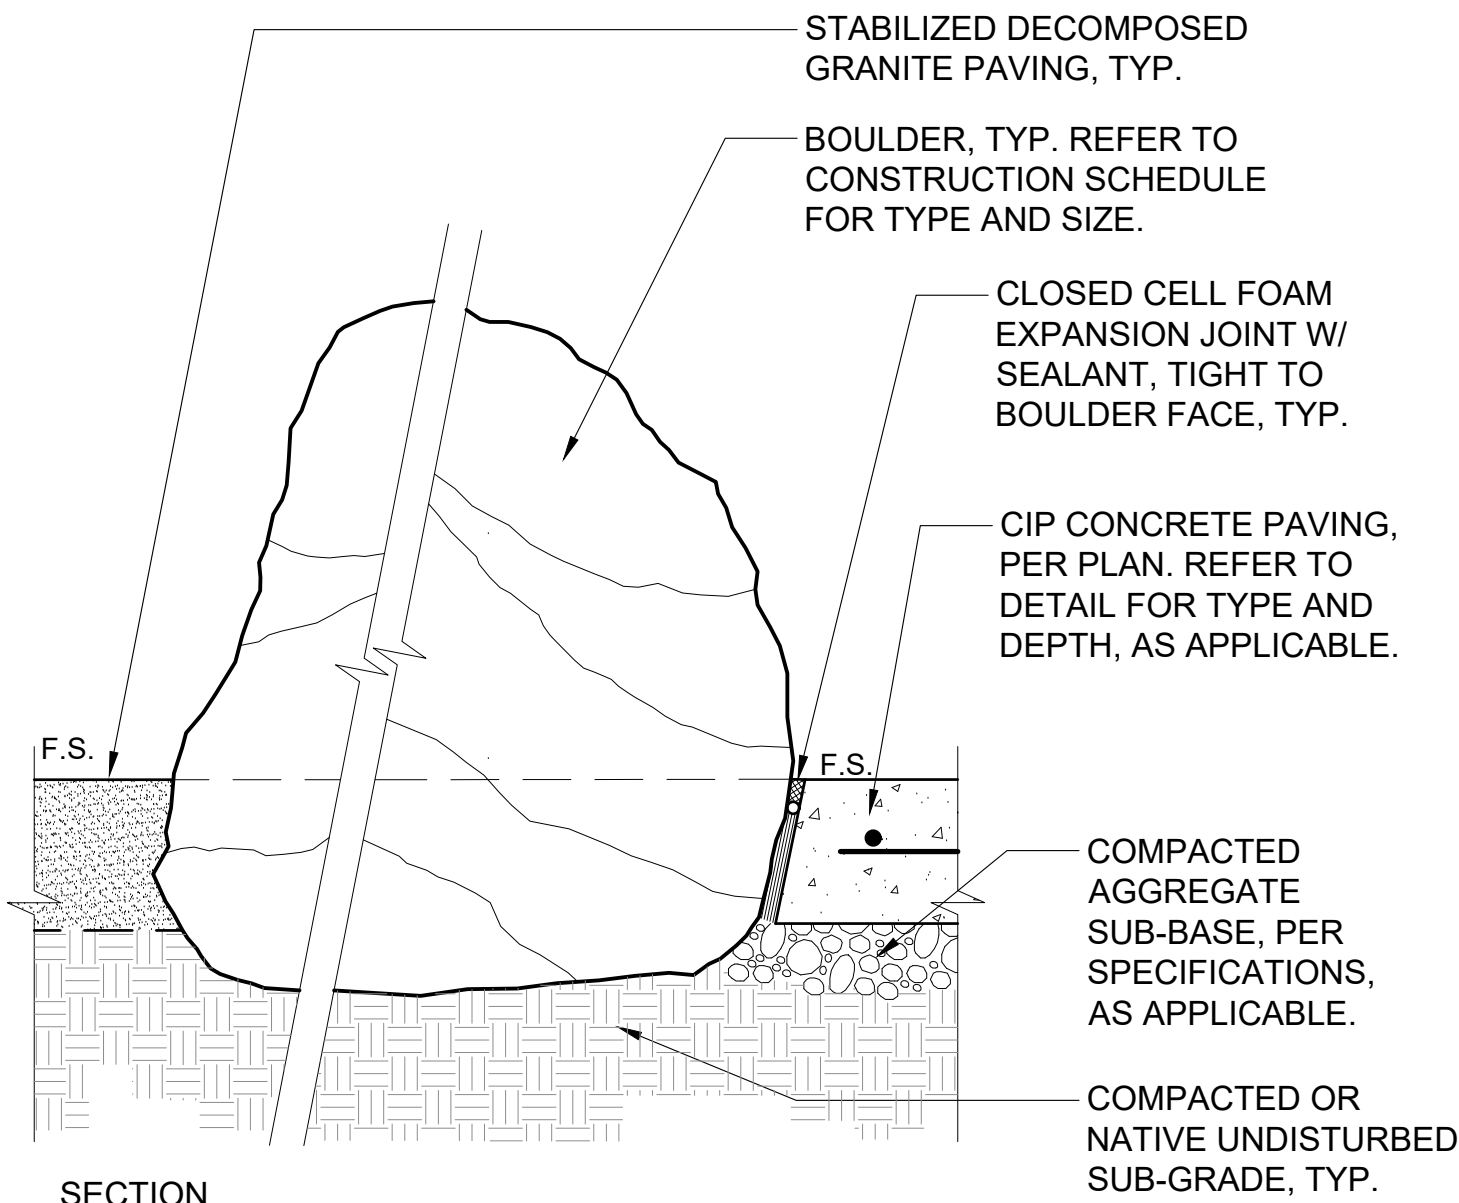 STABILIZED DECOMPOSED
GRANITE PAVING, TYP.
BOULDER, TYP. REFER TO
CONSTRUCTION SCHEDULE
FOR TYPE AND SIZE.
CLOSED CELL FOAM
EXPANSION JOINT W/
SEALANT, TIGHT TO
BOULDER FACE, TYP.
CIP CONCRETE PAVING,
PER PLAN. REFER TO
DETAIL FOR TYPE AND
DEPTH, AS APPLICABLE.
F.S.
F.S.
COMPACTED
AGGREGATE
SUB-BASE, PER
SPECIFICATIONS,
AS APPLICABLE.
COMPACTED OR
NATIVE UNDISTURBED
SUB-GRADE, TYP.
SECTION